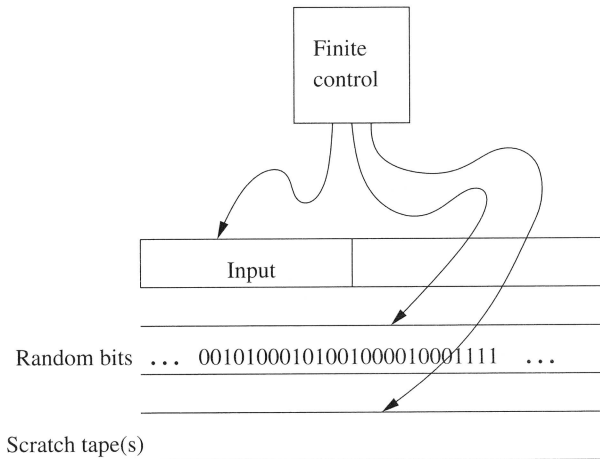 Finite
control
Input
Random bits ... 00101000101001000010001111 ...
Scratch tape(s)